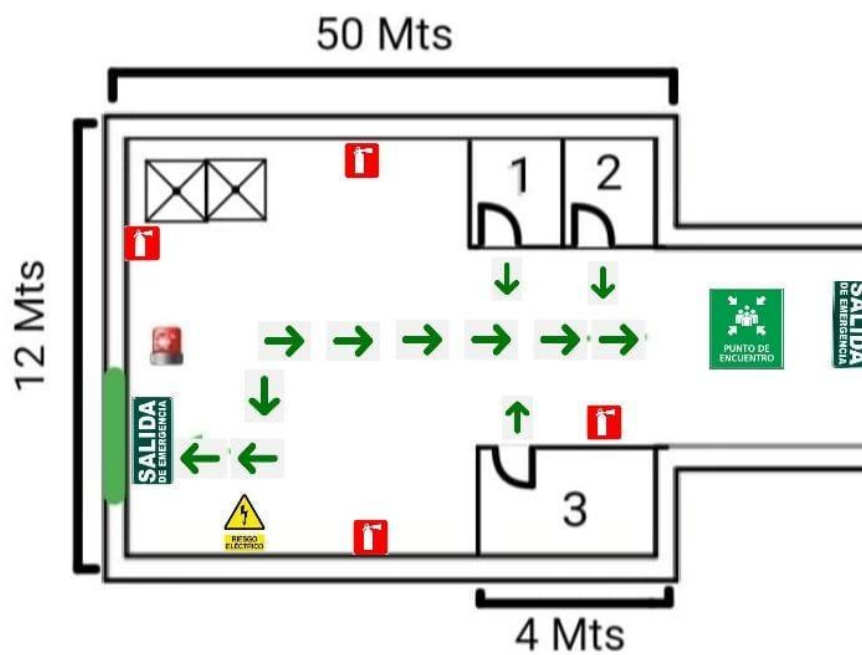 50 Mts
12 Mts
1
2
SALIDA
DE EMERGENCIA
PUNTO DE
ENCUENTRO
SALIDA
DE EMERGENCIA
RIESGO
ELÉCTRICO
3
4 Mts